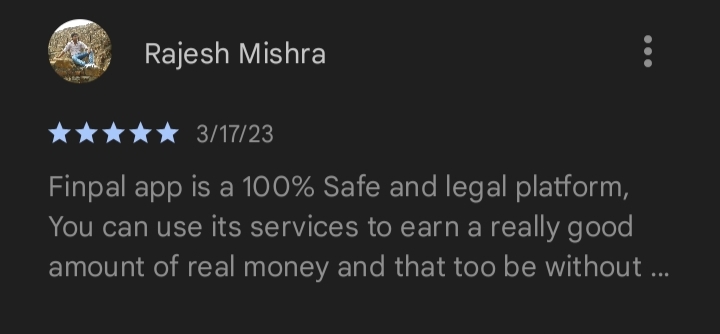 Rajesh Mishra
3/17/23
Finpal app is a 100% Safe and legal platform,
You can use its services to earn a really good
amount of real money and that too be without ...